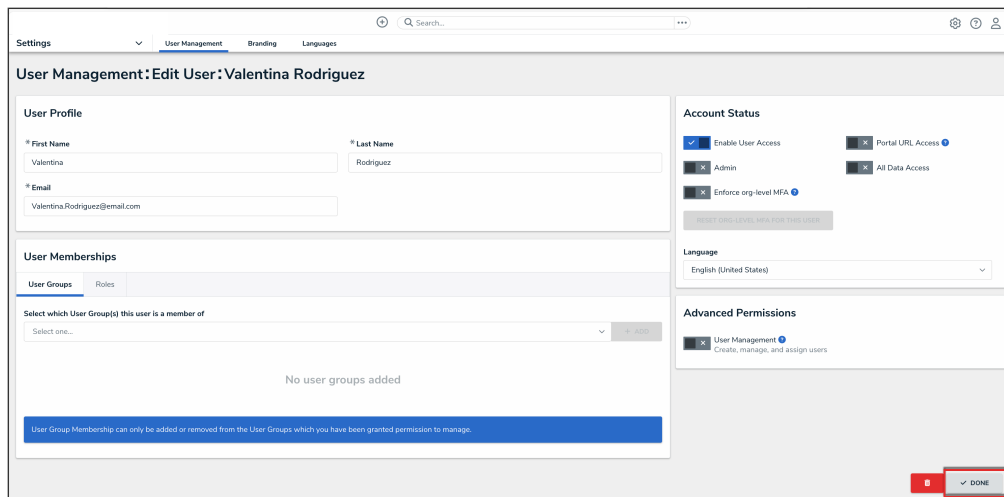 Search...
Settings
User Management
Branding
Languages
User Management:Edit User:Valentina Rodriguez
User Profile
* First Name
* Last Name
Valentina
Rodriguez
* Email
Valentina.Rodriguez@email.com
User Memberships
User Groups
Roles
Select which User Group(s) this user is a member of
Select one...
+ ADD
No user groups added
User Group Membership can only be added or removed from the User Groups which you have been granted permission to manage.
Account Status
Enable User Access
Portal URL Access
Admin
All Data Access
Enforce org-level MFA
RESET ORG-LEVEL MFA FOR THIS USER
Language
English (United States)
Advanced Permissions
User Management
Create, manage, and assign users
DONE